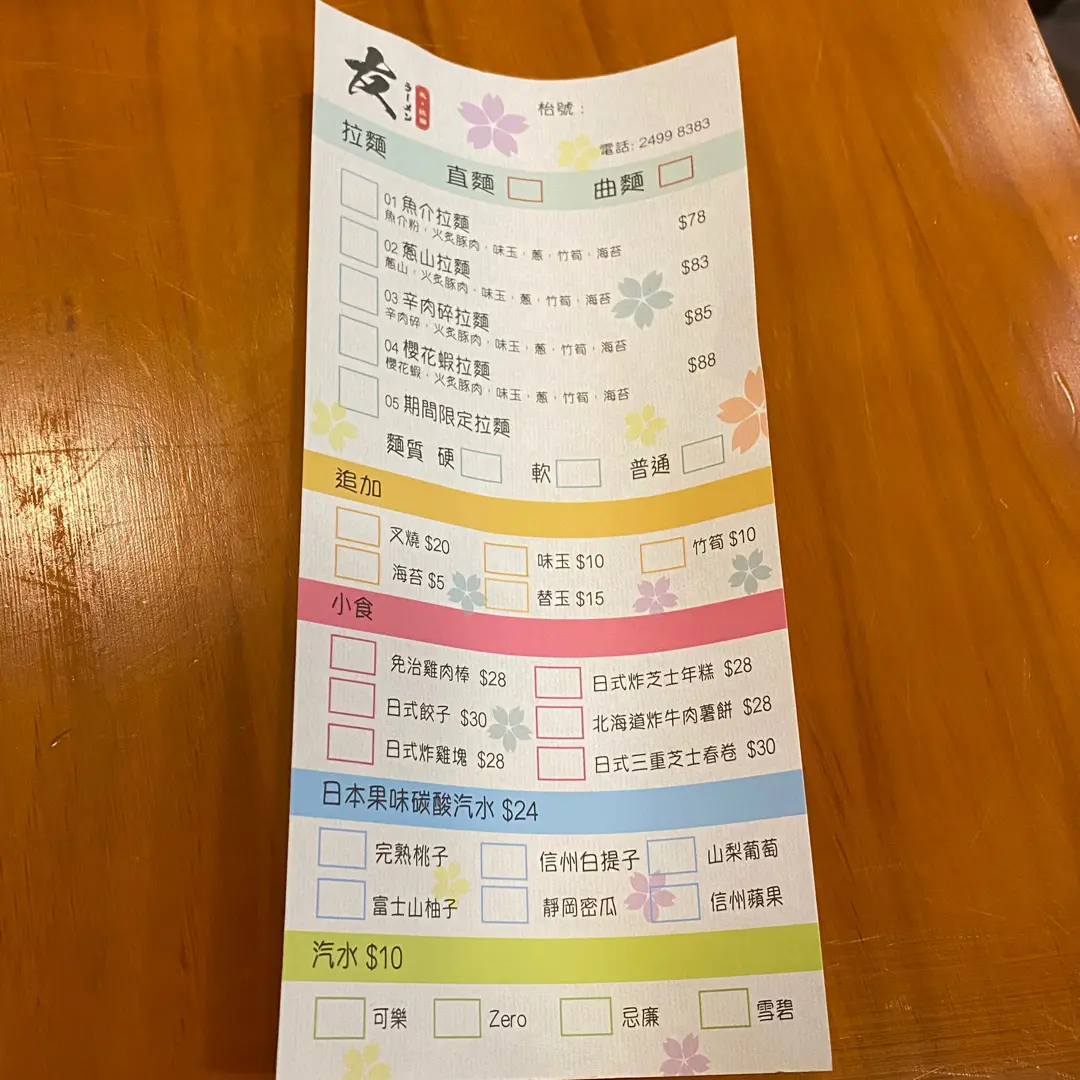 友
ラーメン
枱號：
電話: 2499 8383
拉麵
直麵 曲麵
01 魚介拉麵 $78
魚介粉，火炙豚肉，味玉，蔥，竹筍，海苔
02 蔥山拉麵 $83
蔥山，火炙豚肉，味玉，蔥，竹筍，海苔
03 辛肉碎拉麵 $85
辛肉碎，火炙豚肉，味玉，蔥，竹筍，海苔
04 櫻花蝦拉麵 $88
櫻花蝦，火炙豚肉，味玉，蔥，竹筍，海苔
05 期間限定拉麵
麵質 硬 軟 普通
追加
叉燒 $20 味玉 $10 竹筍 $10
海苔 $5 替玉 $15
小食
免治雞肉棒 $28 日式炸芝士年糕 $28
日式餃子 $30 北海道炸牛肉薯餅 $28
日式炸雞塊 $28 日式三重芝士春卷 $30
日本果味碳酸汽水 $24
完熟桃子 信州白提子 山梨葡萄
富士山柚子 靜岡密瓜 信州蘋果
汽水 $10
可樂 Zero 忌廉 雪碧